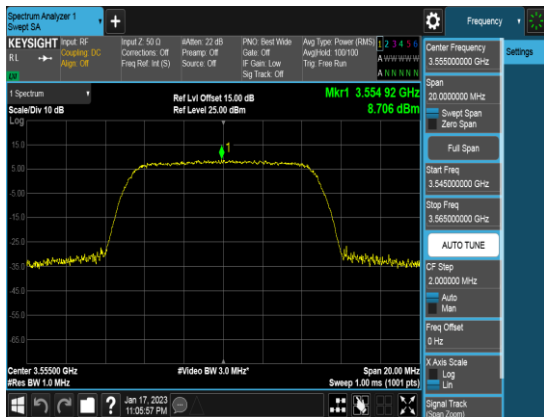 Spectrum Analyzer 1
Swept SA
Frequency
KEYSIGHT
RL
Input: RF
Coupling: DC
Align: Off
Input Z: 50 Ω
Corrections: Off
Freq Ref: Int (S)
#Atten: 22 dB
Preamp: Off
Source: Off
PNO: Best Wide
Gate: Off
IF Gain: Low
Sig Track: Off
Avg Type: Power (RMS)
Avg|Hold: 100/100
Trig: Free Run
1 2 3 4 5 6
A W W W W W
A N N N N N
1 Spectrum
Scale/Div 10 dB
Log
Ref Lvl Offset 15.00 dB
Ref Level 25.00 dBm
Mkr1 3.554 92 GHz
8.706 dBm
1
15.0
5.00
-5.00
-15.0
-25.0
-35.0
-45.0
-55.0
-65.0
Center 3.55500 GHz
#Res BW 1.0 MHz
#Video BW 3.0 MHz*
Span 20.00 MHz
Sweep 1.00 ms (1001 pts)
Jan 17, 2023
11:05:57 PM
?
Center Frequency
3.555000000 GHz
Settings
Span
20.0000000 MHz
Swept Span
Zero Span
Full Span
Start Freq
3.545000000 GHz
Stop Freq
3.565000000 GHz
AUTO TUNE
CF Step
2.000000 MHz
Auto
Man
Freq Offset
0 Hz
X Axis Scale
Log
Lin
Signal Track
(Span Zoom)